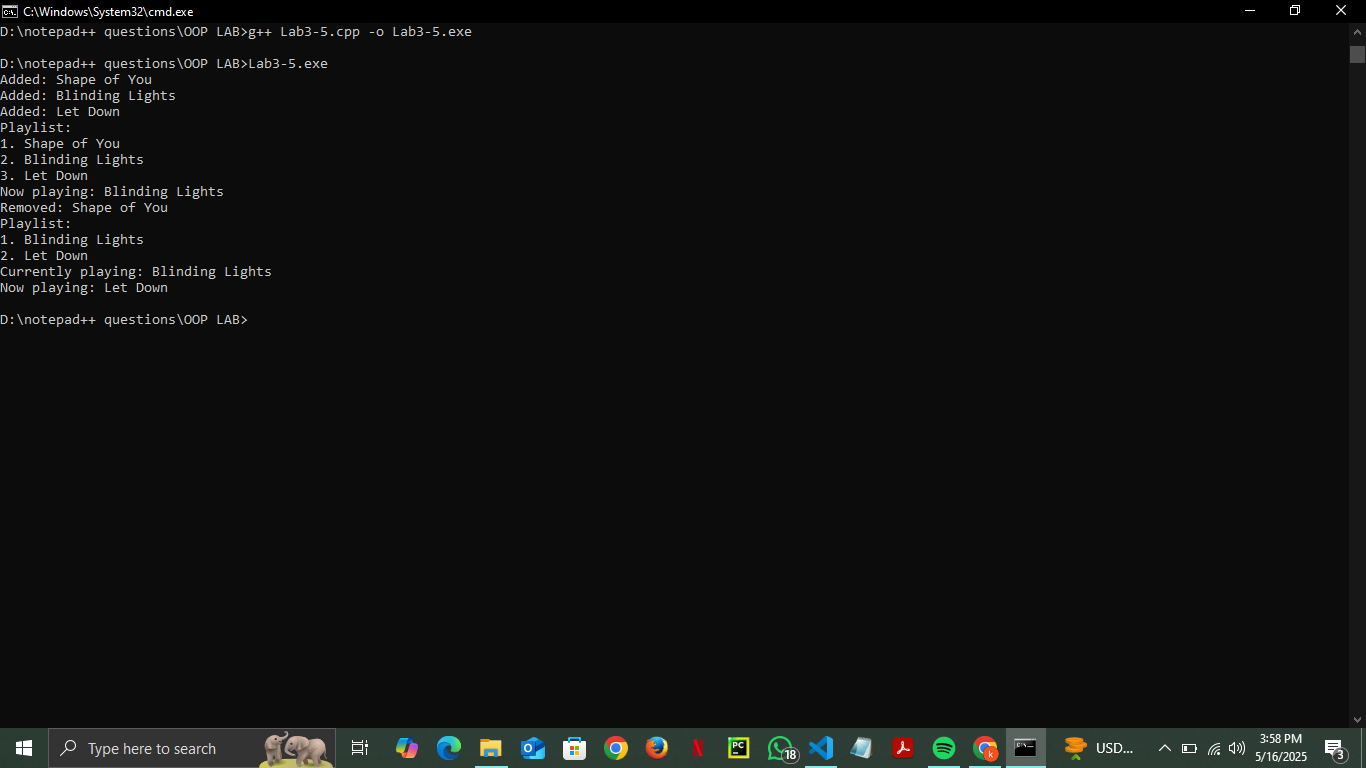 C:\Windows\System32\cmd.exe
D:\notepad++ questions\OOP LAB>g++ Lab3-5.cpp -o Lab3-5.exe
D:\notepad++ questions\OOP LAB>Lab3-5.exe
Added: Shape of You
Added: Blinding Lights
Added: Let Down
Playlist:
1. Shape of You
2. Blinding Lights
3. Let Down
Now playing: Blinding Lights
Removed: Shape of You
Playlist:
1. Blinding Lights
2. Let Down
Currently playing: Blinding Lights
Now playing: Let Down
D:\notepad++ questions\OOP LAB>
Type here to search
N
PC
18
k
USD...
3:58 PM
5/16/2025
3